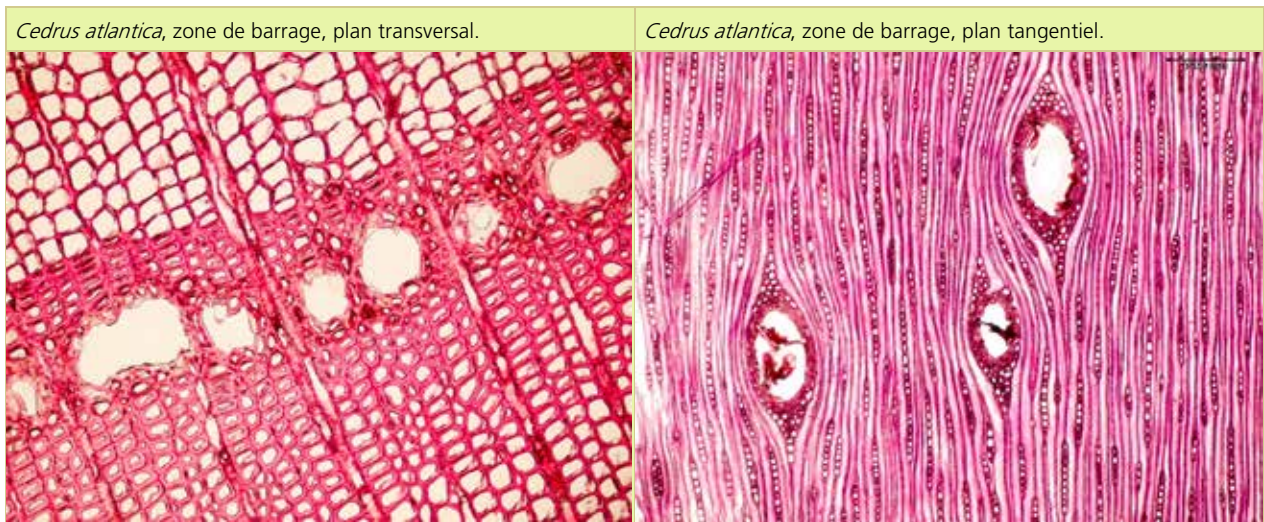 Cedrus atlantica, zone de barrage, plan transversal.
Cedrus atlantica, zone de barrage, plan tangentiel.